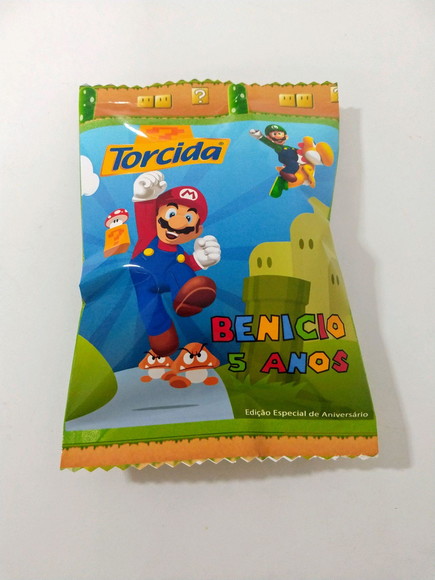 ?
?
Torcida
M
?
BENICIO
5 ANOS
Edição Especial de Aniversário